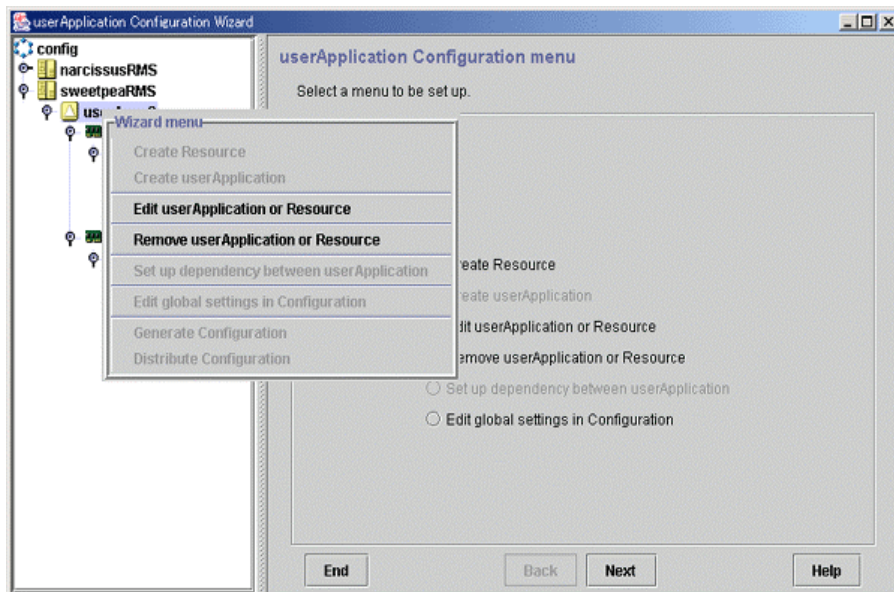 userApplication Configuration Wizard
config
narcissusRMS
sweetpeaRMS
Wizard menu
Create Resource
Create userApplication
Edit userApplication or Resource
Remove userApplication or Resource
Set up dependency between userApplication
Edit global settings in Configuration
Generate Configuration
Distribute Configuration
userApplication Configuration menu
Select a menu to be set up.
reate Resource
reate userApplication
dit userApplication or Resource
emove userApplication or Resource
Set up dependency between userApplication
Edit global settings in Configuration
End
Back
Next
Help